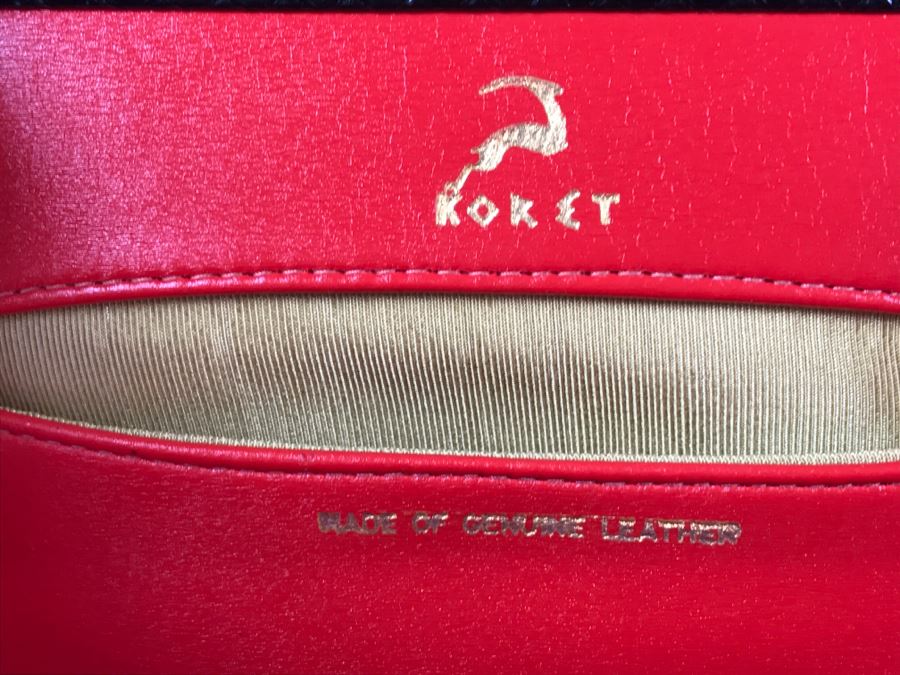 KORET
MADE OF GENUINE LEATHER